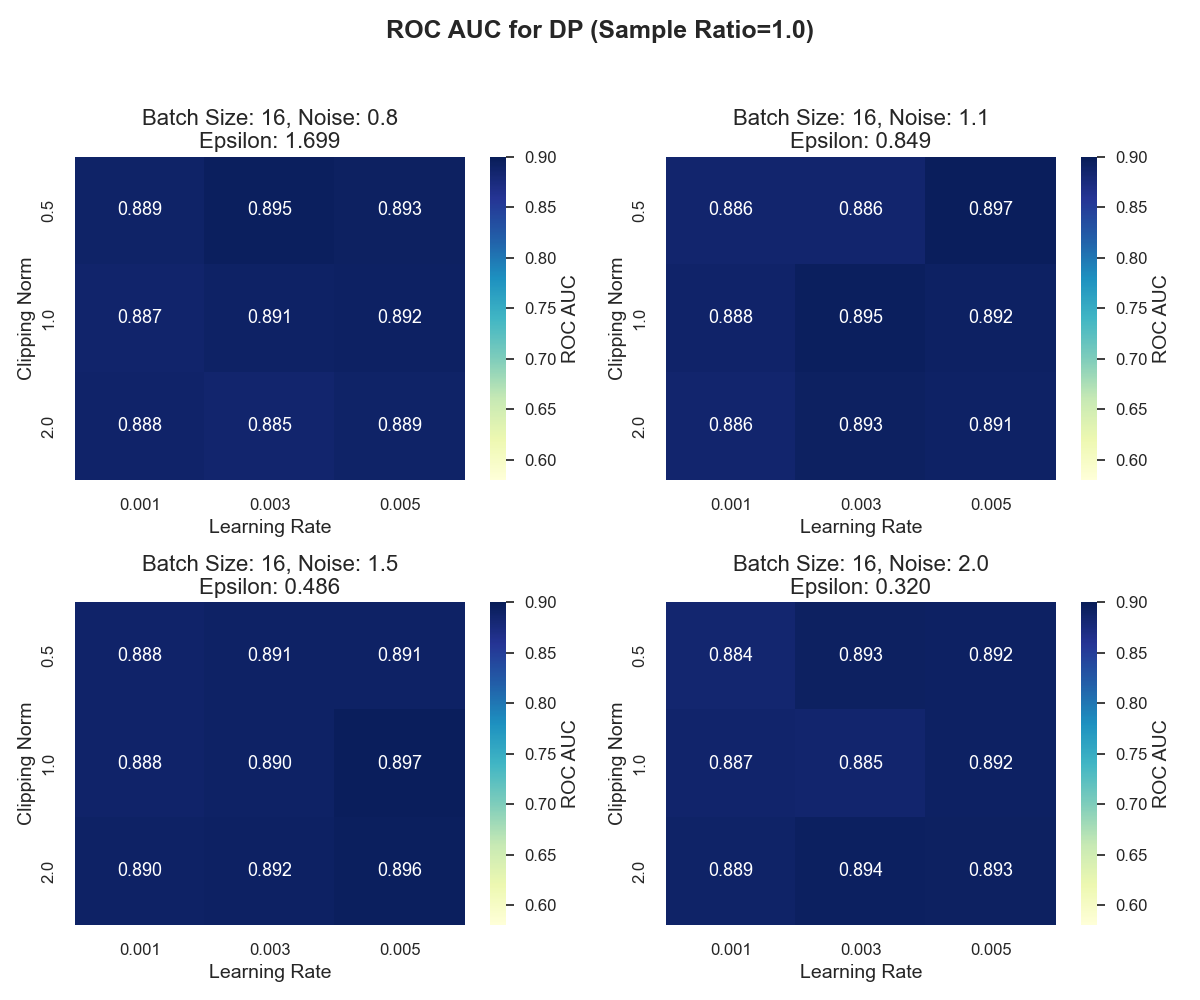 ROC AUC for DP (Sample Ratio=1.0)
Batch Size: 16, Noise: 0.8
Epsilon: 1.699
Clipping Norm
0.5
1.0
2.0
0.889 0.895 0.893
0.887 0.891 0.892
0.888 0.885 0.889
0.001 0.003 0.005
Learning Rate
0.90
0.85
0.80
0.75
0.70
0.65
0.60
ROC AUC
Batch Size: 16, Noise: 1.1
Epsilon: 0.849
Clipping Norm
0.5
1.0
2.0
0.886 0.886 0.897
0.888 0.895 0.892
0.886 0.893 0.891
0.001 0.003 0.005
Learning Rate
0.90
0.85
0.80
0.75
0.70
0.65
0.60
ROC AUC
Batch Size: 16, Noise: 1.5
Epsilon: 0.486
Clipping Norm
0.5
1.0
2.0
0.888 0.891 0.891
0.888 0.890 0.897
0.890 0.892 0.896
0.001 0.003 0.005
Learning Rate
0.90
0.85
0.80
0.75
0.70
0.65
0.60
ROC AUC
Batch Size: 16, Noise: 2.0
Epsilon: 0.320
Clipping Norm
0.5
1.0
2.0
0.884 0.893 0.892
0.887 0.885 0.892
0.889 0.894 0.893
0.001 0.003 0.005
Learning Rate
0.90
0.85
0.80
0.75
0.70
0.65
0.60
ROC AUC